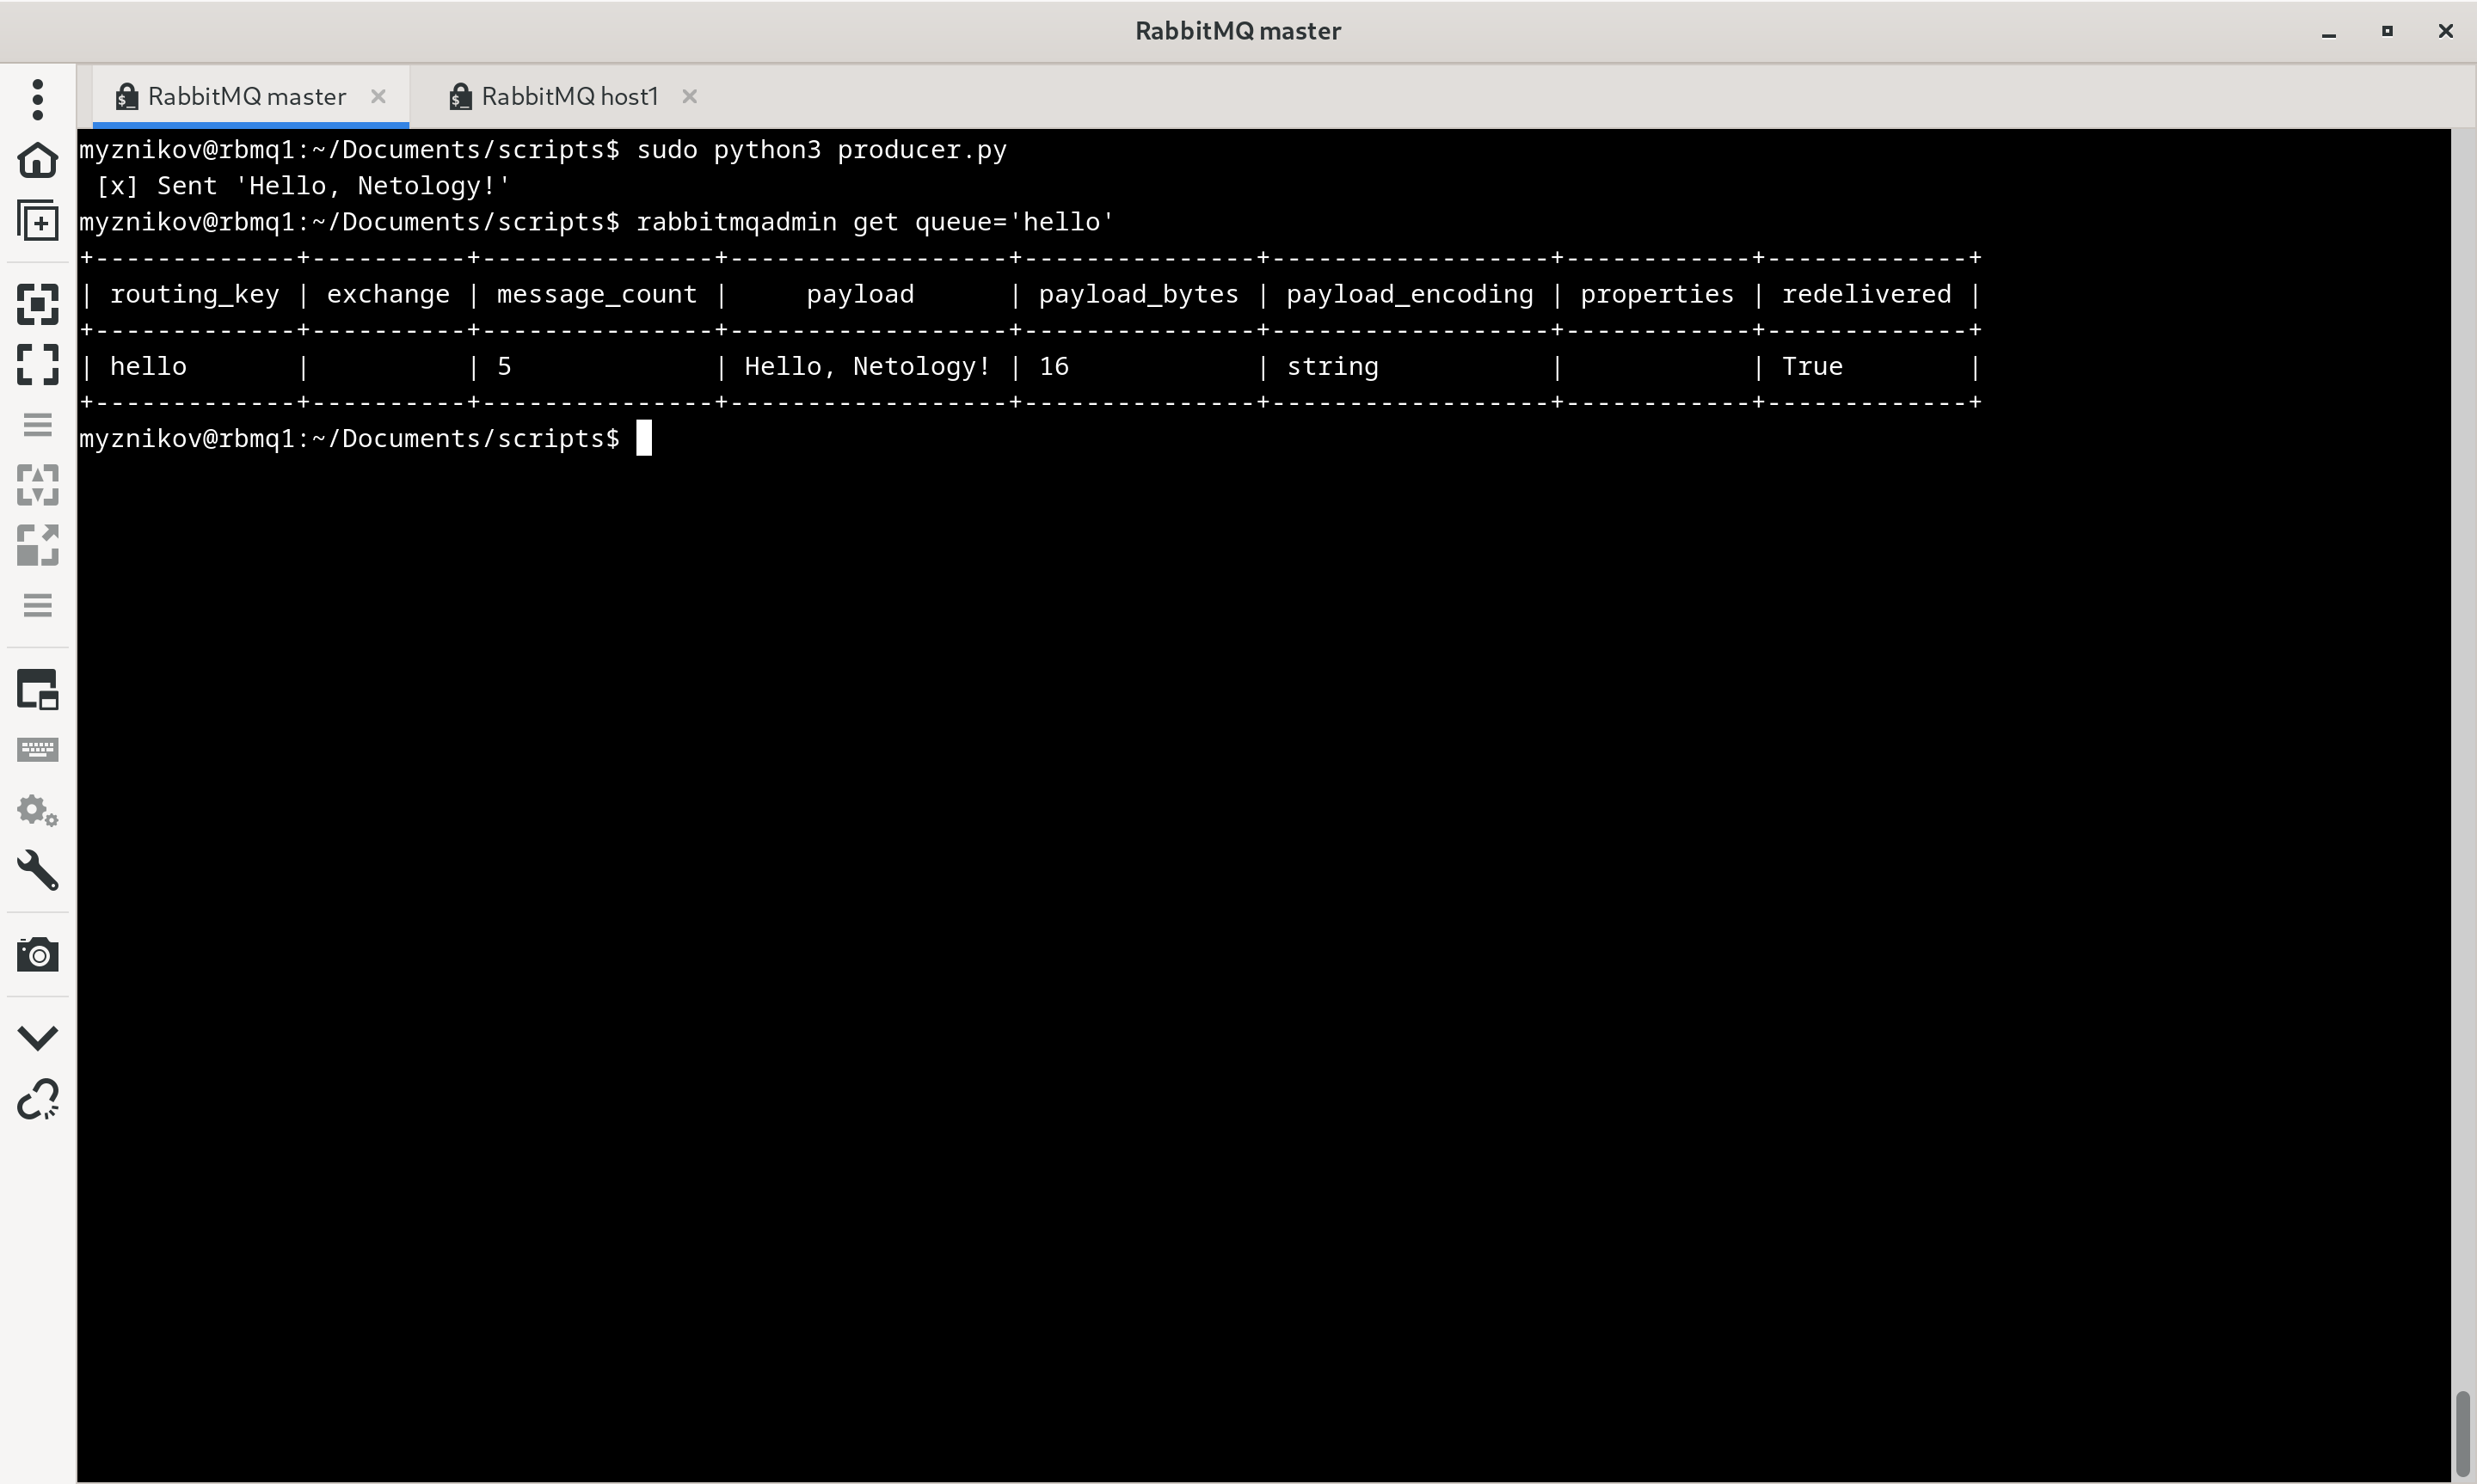 RabbitMQ master
RabbitMQ master RabbitMQ host1
myznikov@rbmq1:~/Documents/scripts$ sudo python3 producer.py
 [x] Sent 'Hello, Netology!'
myznikov@rbmq1:~/Documents/scripts$ rabbitmqadmin get queue='hello'
+-------------+----------+---------------+------------------+---------------+------------------+------------+-------------+
| routing_key | exchange | message_count |     payload      | payload_bytes | payload_encoding | properties | redelivered |
+-------------+----------+---------------+------------------+---------------+------------------+------------+-------------+
| hello       |          | 5             | Hello, Netology! | 16            | string           |            | True        |
+-------------+----------+---------------+------------------+---------------+------------------+------------+-------------+
myznikov@rbmq1:~/Documents/scripts$